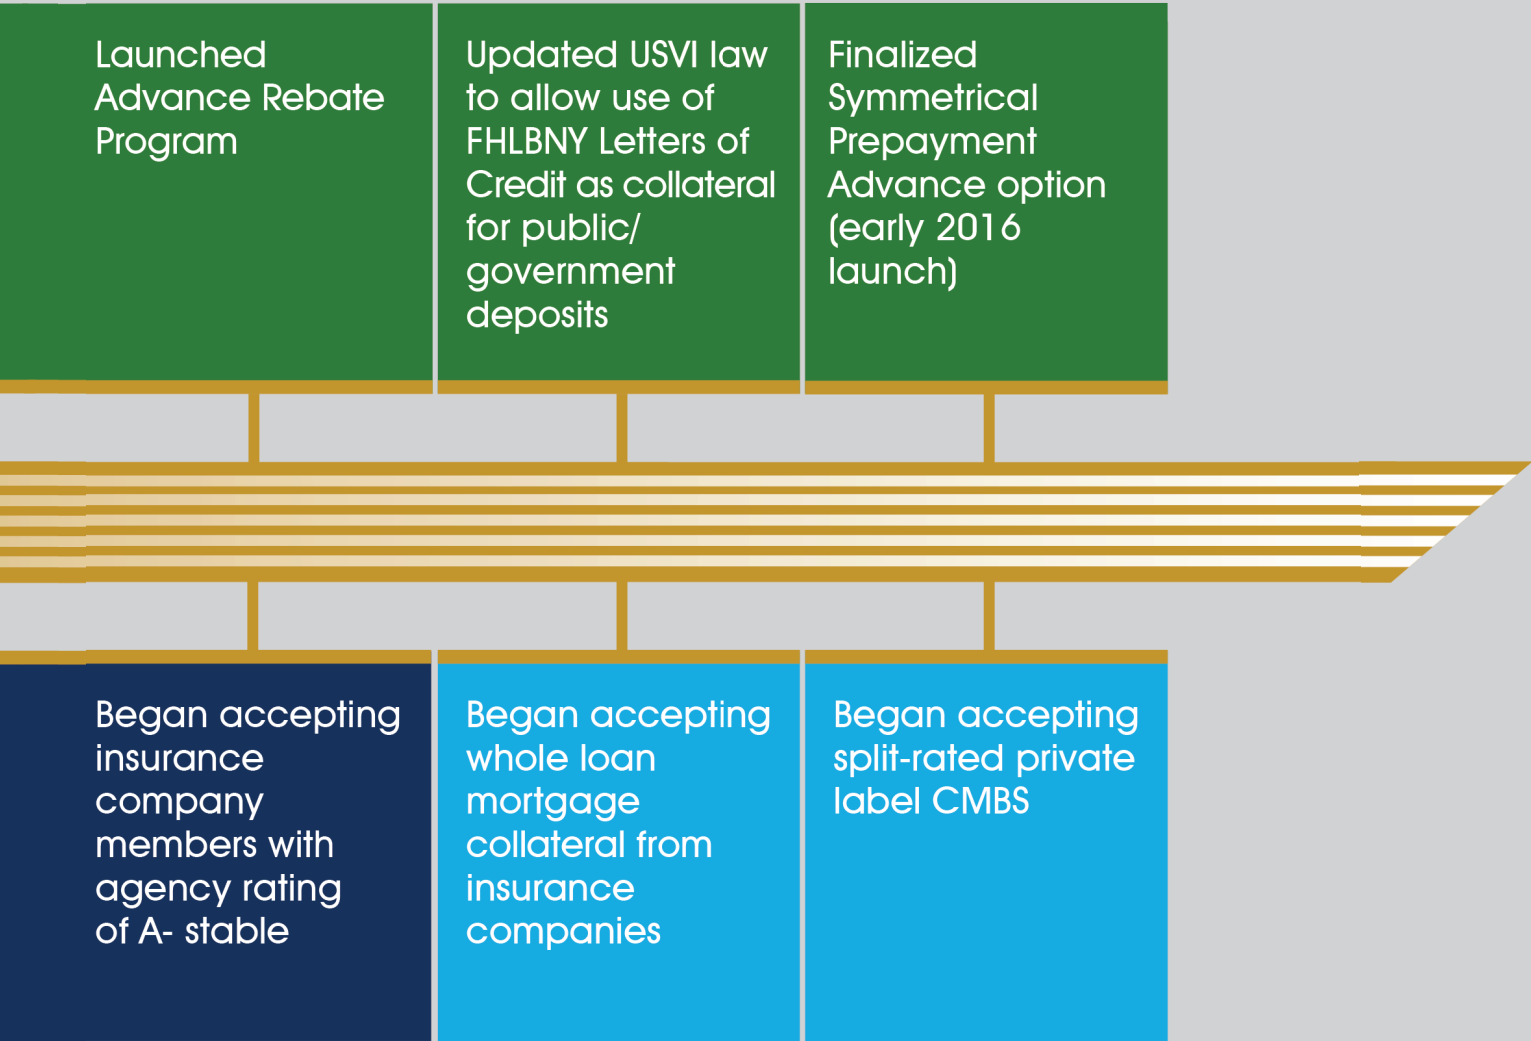 Launched
Advance Rebate
Program
Updated USVI law
to allow use of
FHLBNY Letters of
Credit as collateral
for public/
government
deposits
Finalized
Symmetrical
Prepayment
Advance option
(early 2016
launch)
Began accepting
insurance
company
members with
agency rating
of A- stable
Began accepting
whole loan
mortgage
collateral from
insurance
companies
Began accepting
split-rated private
label CMBS